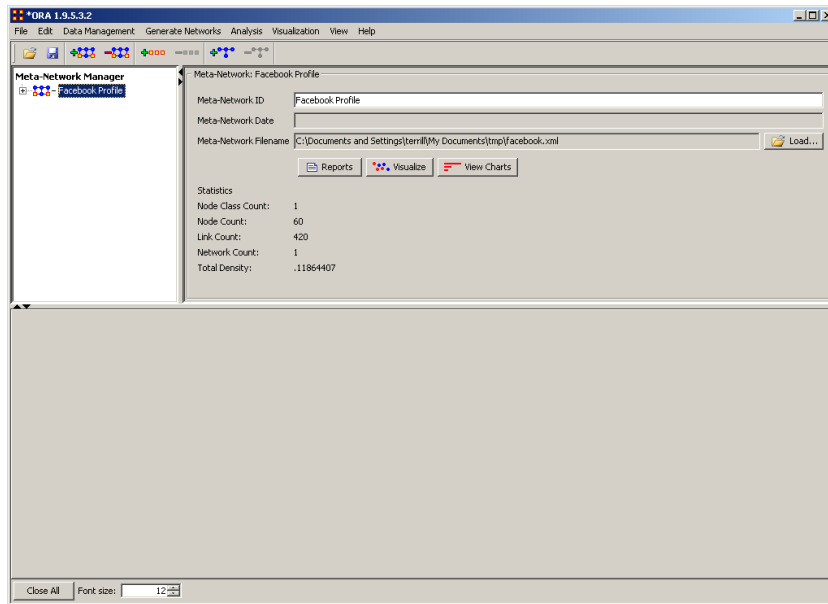 *ORA 1.9.5.3.2
File Edit Data Management Generate Networks Analysis Visualization View Help
Meta-Network Manager
Facebook Profile
Meta-Network: Facebook Profile
Meta-Network ID Facebook Profile
Meta-Network Date
Meta-Network Filename C:\Documents and Settings\terrill\My Documents\tmp\facebook.xml Load...
Reports Visualize View Charts
Statistics
Node Class Count: 1
Node Count: 60
Link Count: 420
Network Count: 1
Total Density: .11864407
Close All Font size: 12